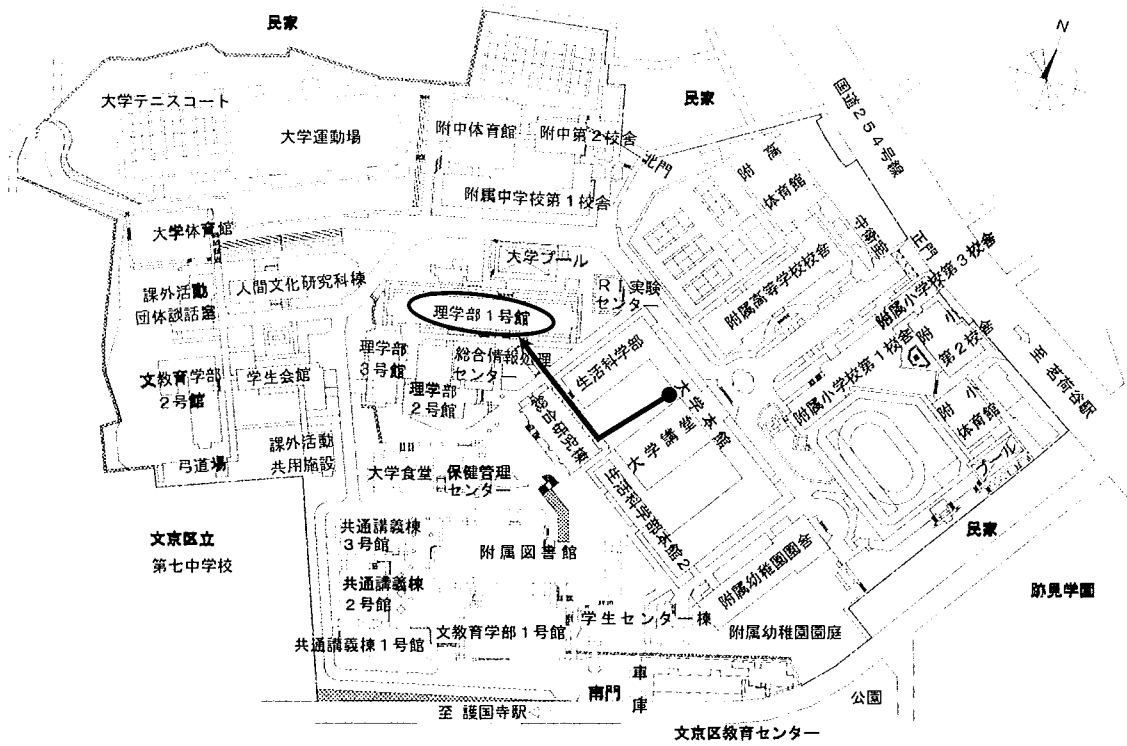 民家
N
大学テニスコート
大学運動場
附中体育館
附中第2校舎
民家
国道254号線
北門
附高
体育館
附属中学校第1校舎
守衛室
正門
大学体育館
大学プール
附属高等学校校舎
附属小学校第3校舎
課外活動
団体談話室
人間文化研究科棟
RI実験
センター
理学部1号館
附属小学校第1校舎
附小
第2校舎
至 茗荷谷駅
理学部
3号館
総合情報処理
センター
生活科学部
大学本館
文教育学部
2号館
学生会館
理学部
2号館
総合研究棟
大学講堂
附小
体育館
プール
弓道場
課外活動
共用施設
大学食堂
保健管理
センター
生活科学部本館2
文京区立
第七中学校
共通講義棟
3号館
附属図書館
民家
共通講義棟
2号館
附属幼稚園園舎
跡見学園
共通講義棟1号館
文教育学部1号館
学生センター棟
附属幼稚園園庭
南門
車庫
公園
至 護国寺駅
文京区教育センター